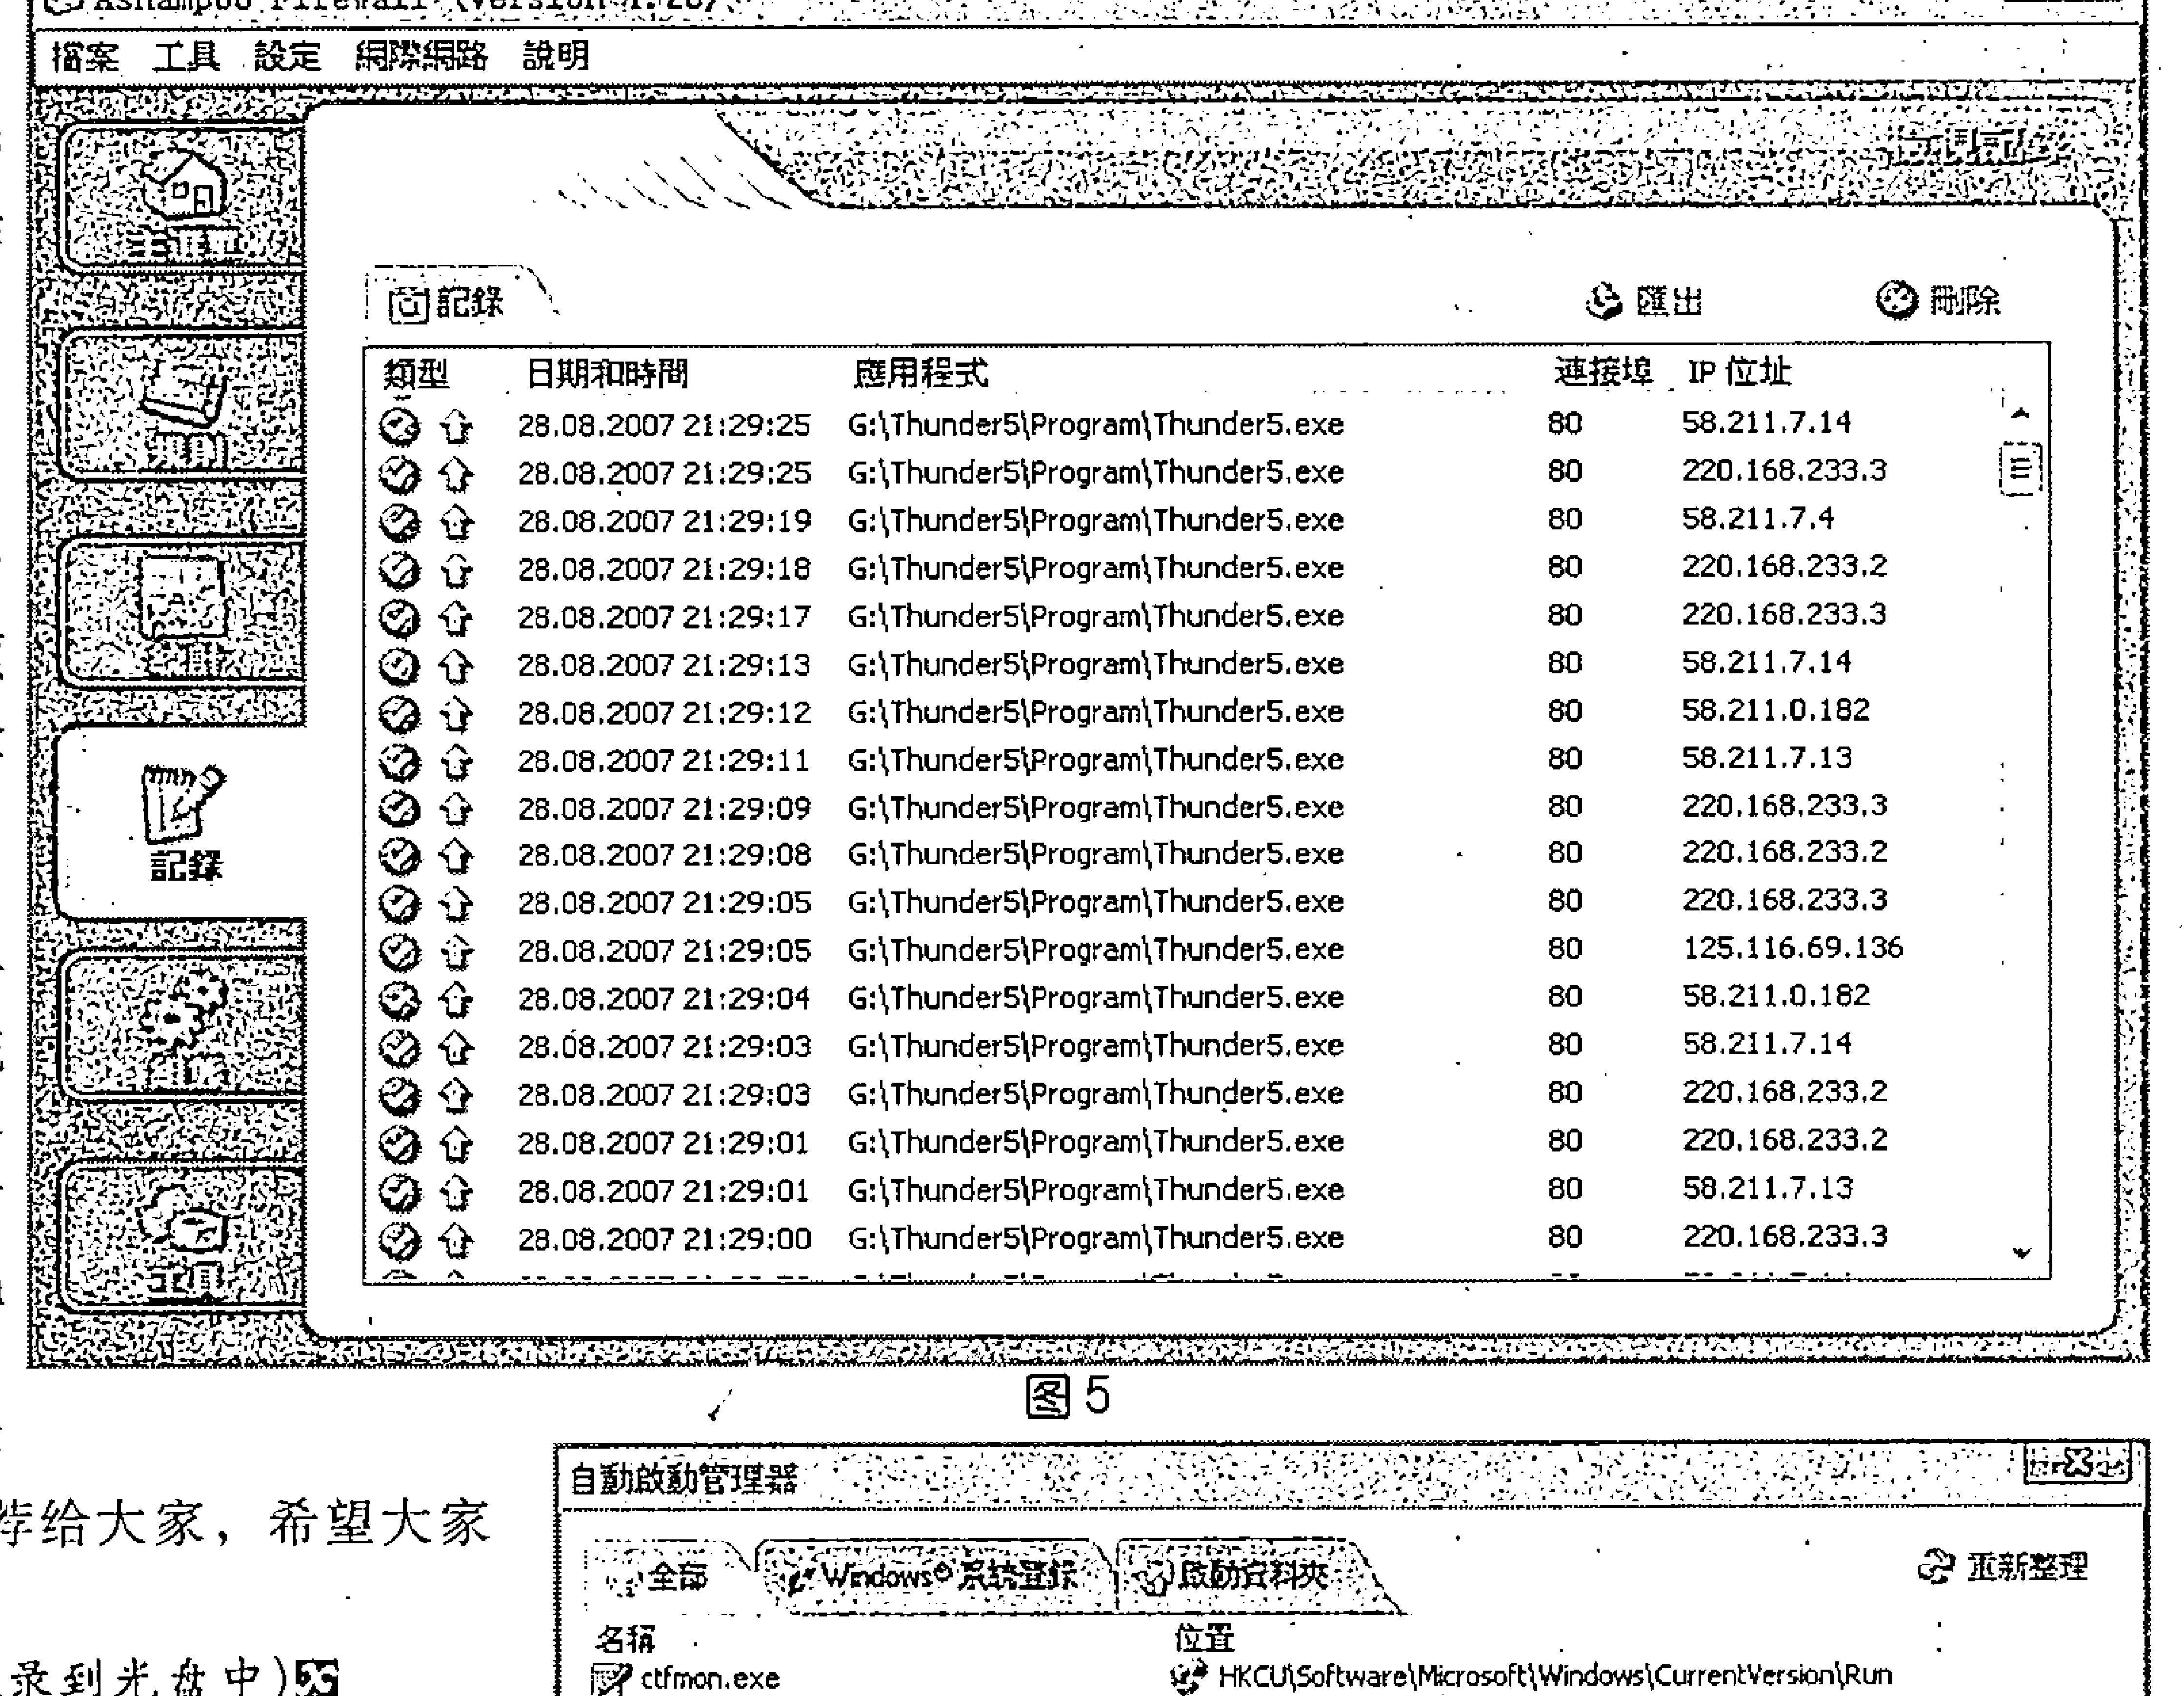 Ashampoo Firewall (Version 1.20)
檔案 工具 設定 網際網路 說明
記錄 匯出 刪除
類型 日期和時間 應用程式 連接埠 IP 位址
28.08.2007 21:29:25 G:\Thunder5\Program\Thunder5.exe 80 58.211.7.14
28.08.2007 21:29:25 G:\Thunder5\Program\Thunder5.exe 80 220.168.233.3
28.08.2007 21:29:19 G:\Thunder5\Program\Thunder5.exe 80 58.211.7.4
28.08.2007 21:29:18 G:\Thunder5\Program\Thunder5.exe 80 220.168.233.2
28.08.2007 21:29:17 G:\Thunder5\Program\Thunder5.exe 80 220.168.233.3
28.08.2007 21:29:13 G:\Thunder5\Program\Thunder5.exe 80 58.211.7.14
28.08.2007 21:29:12 G:\Thunder5\Program\Thunder5.exe 80 58.211.0.182
28.08.2007 21:29:11 G:\Thunder5\Program\Thunder5.exe 80 58.211.7.13
28.08.2007 21:29:09 G:\Thunder5\Program\Thunder5.exe 80 220.168.233.3
28.08.2007 21:29:08 G:\Thunder5\Program\Thunder5.exe 80 220.168.233.2
28.08.2007 21:29:05 G:\Thunder5\Program\Thunder5.exe 80 220.168.233.3
28.08.2007 21:29:05 G:\Thunder5\Program\Thunder5.exe 80 125.116.69.136
28.08.2007 21:29:04 G:\Thunder5\Program\Thunder5.exe 80 58.211.0.182
28.08.2007 21:29:03 G:\Thunder5\Program\Thunder5.exe 80 58.211.7.14
28.08.2007 21:29:03 G:\Thunder5\Program\Thunder5.exe 80 220.168.233.2
28.08.2007 21:29:01 G:\Thunder5\Program\Thunder5.exe 80 220.168.233.2
28.08.2007 21:29:01 G:\Thunder5\Program\Thunder5.exe 80 58.211.7.13
28.08.2007 21:29:00 G:\Thunder5\Program\Thunder5.exe 80 220.168.233.3
記錄
工具
图 5
荐给大家，希望大家
录到光盘中)
自動啟動管理器
全部 Windows® 系統登錄 啟動資料夾 重新整理
名稱 位置
ctfmon.exe HKCU\Software\Microsoft\Windows\CurrentVersion\Run